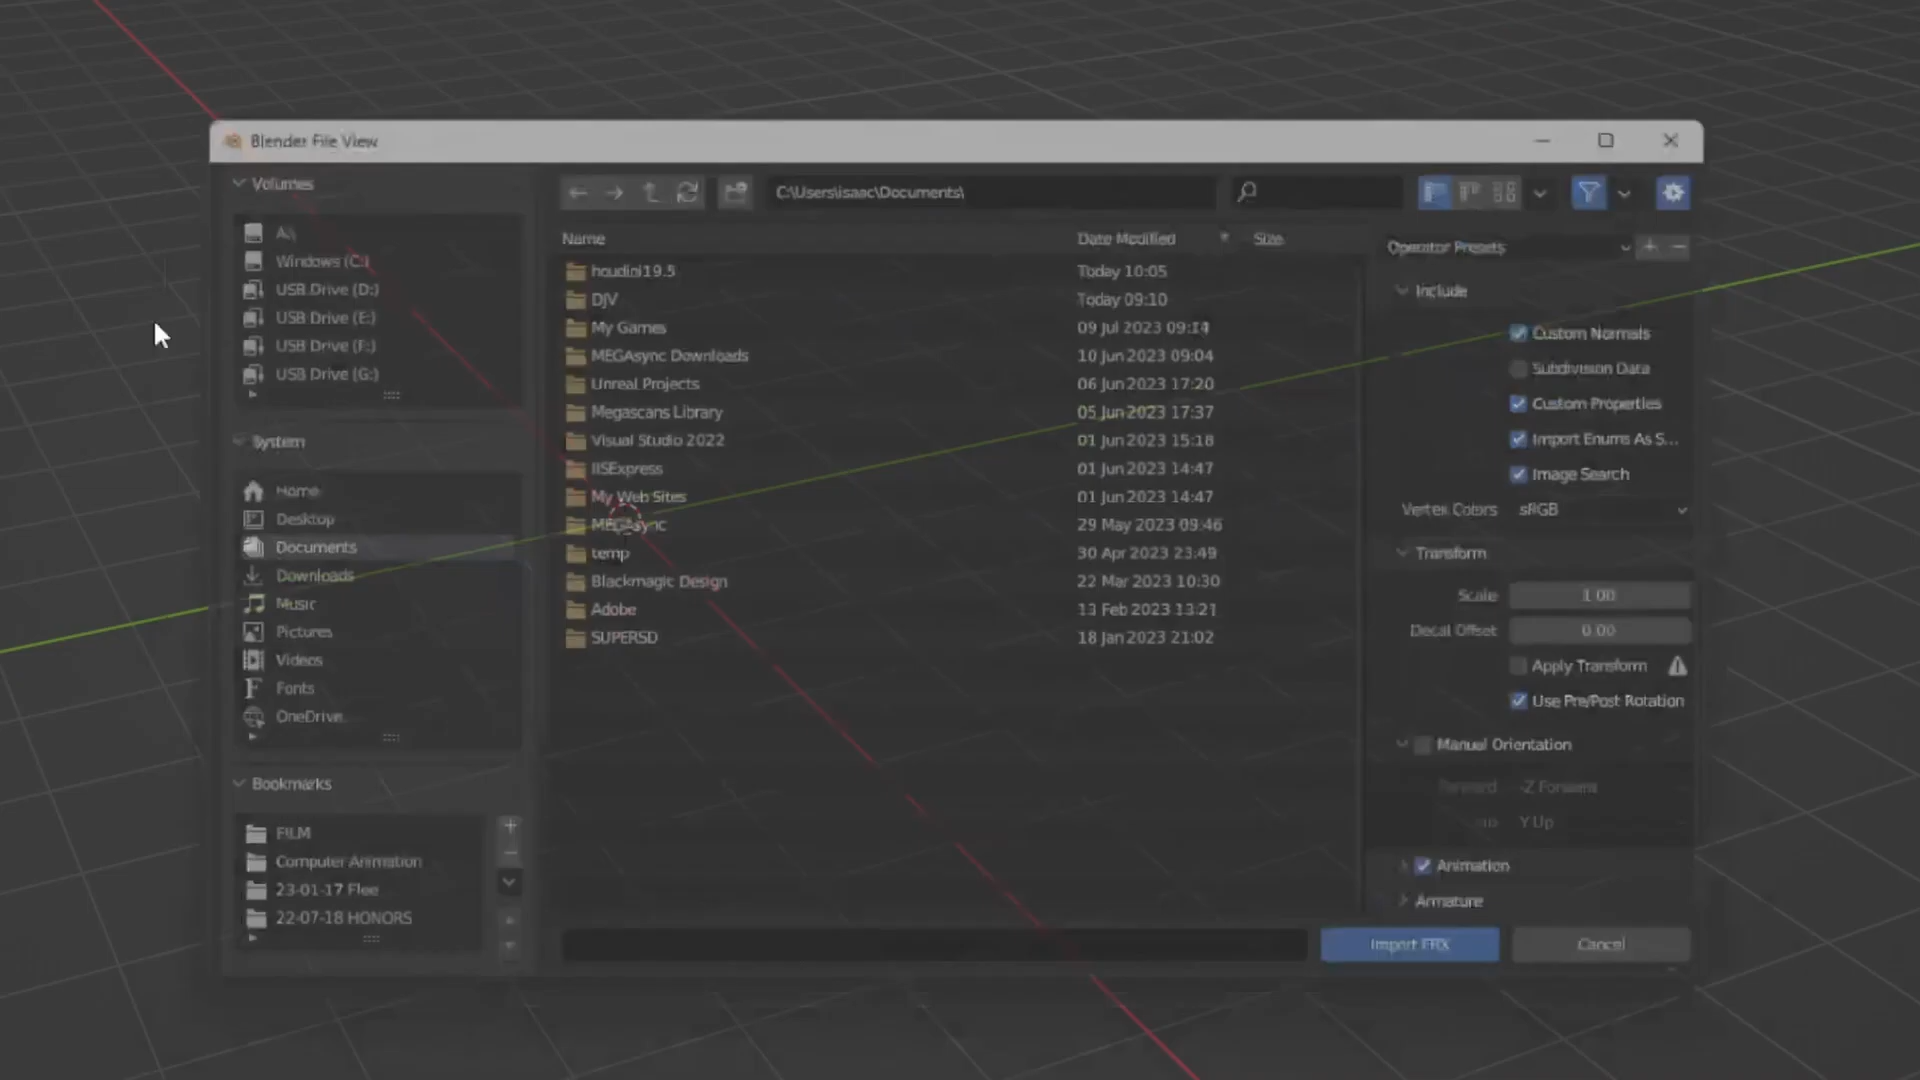 Blender File View
Volumes
A:\
Windows (C:)
USB Drive (D:)
USB Drive (E:)
USB Drive (F:)
USB Drive (G:)
System
Home
Desktop
Documents
Downloads
Music
Pictures
Videos
Fonts
OneDrive
Bookmarks
FILM
Computer Animation
23-01-17 Flee
22-07-18 HONORS
C:\Users\isaac\Documents\
Name Date Modified Size
houdini19.5 Today 10:05
DJV Today 09:10
My Games 09 Jul 2023 09:14
MEGAsync Downloads 10 Jun 2023 09:04
Unreal Projects 06 Jun 2023 17:20
Megascans Library 05 Jun 2023 17:37
Visual Studio 2022 01 Jun 2023 15:18
IISExpress 01 Jun 2023 14:47
My Web Sites 01 Jun 2023 14:47
MEGAsync 29 May 2023 09:46
temp 30 Apr 2023 23:49
Blackmagic Design 22 Mar 2023 10:30
Adobe 13 Feb 2023 13:21
SUPERSD 18 Jan 2023 21:02
Operator Presets
Include
Custom Normals
Subdivision Data
Custom Properties
Import Enums As S...
Image Search
Vertex Colors sRGB
Transform
Scale 1.00
Decal Offset 0.00
Apply Transform
Use Pre/Post Rotation
Manual Orientation
Forward -Z Forward
Up Y Up
Animation
Armature
Import FBX
Cancel